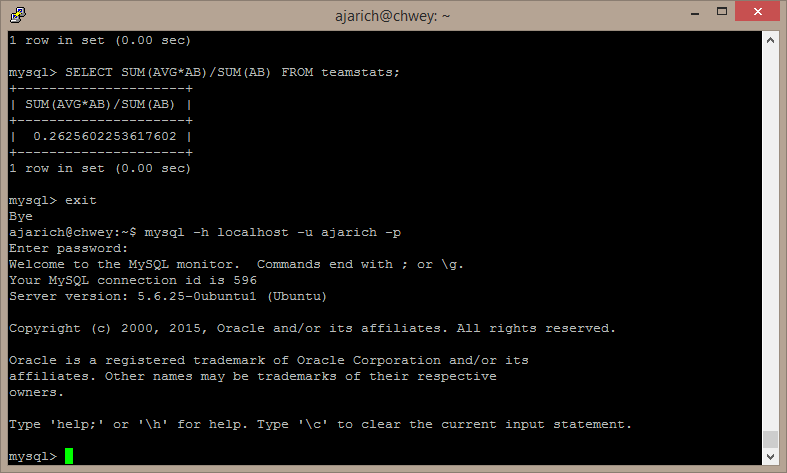 ajarich@chwey: ~
1 row in set (0.00 sec)
mysql> SELECT SUM(AVG*AB)/SUM(AB) FROM teamstats;
+---------------------+
| SUM(AVG*AB)/SUM(AB) |
+---------------------+
|  0.2625602253617602 |
+---------------------+
1 row in set (0.00 sec)
mysql> exit
Bye
ajarich@chwey:~$ mysql -h localhost -u ajarich -p
Enter password:
Welcome to the MySQL monitor.  Commands end with ; or \g.
Your MySQL connection id is 596
Server version: 5.6.25-0ubuntu1 (Ubuntu)
Copyright (c) 2000, 2015, Oracle and/or its affiliates. All rights reserved.
Oracle is a registered trademark of Oracle Corporation and/or its
affiliates. Other names may be trademarks of their respective
owners.
Type 'help;' or '\h' for help. Type '\c' to clear the current input statement.
mysql>